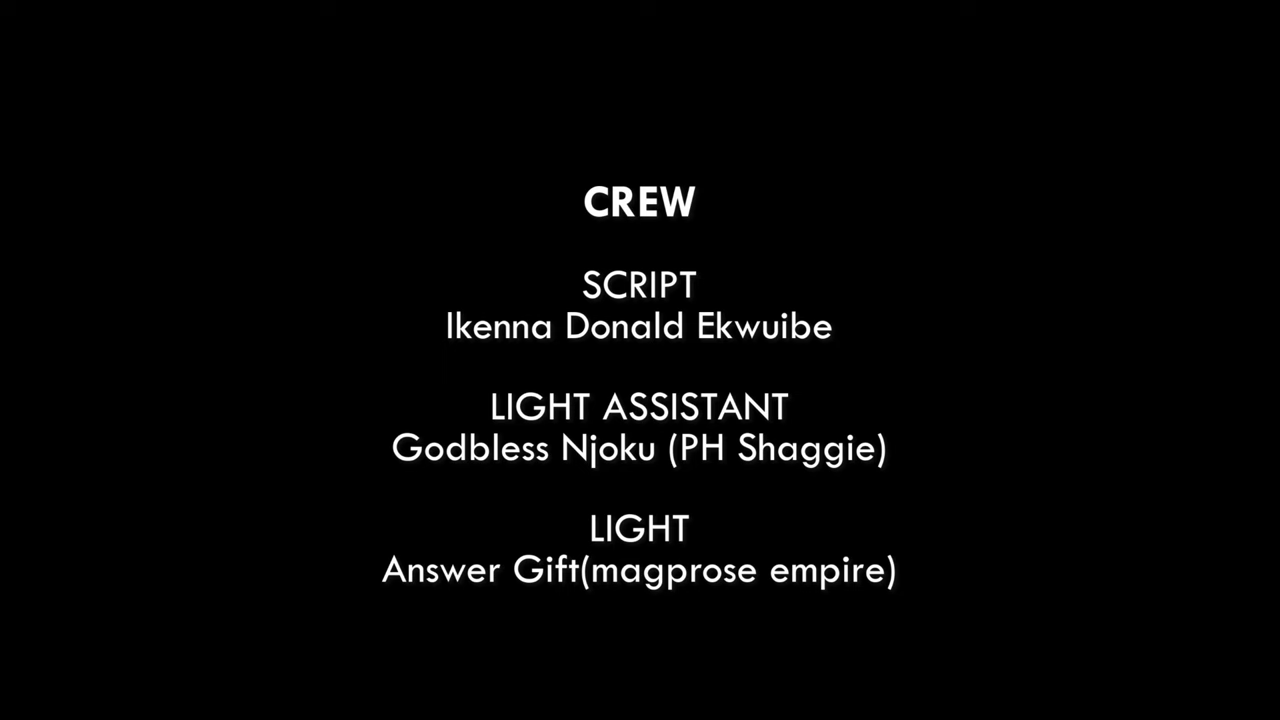 CREW
SCRIPT
Ikenna Donald Ekwuibe
LIGHT ASSISTANT
Godbless Njoku (PH Shaggie)
LIGHT
Answer Gift(magprose empire)